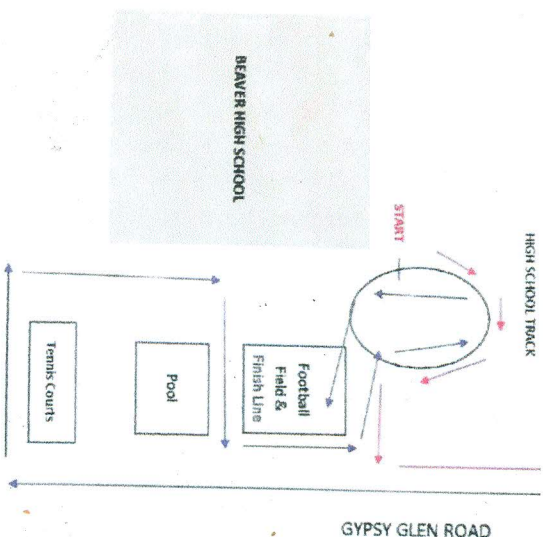 BEAVER HIGH SCHOOL
START
HIGH SCHOOL TRACK
Tennis Courts
Pool
Football
Field &
Finish Line
GYPSY GLEN ROAD